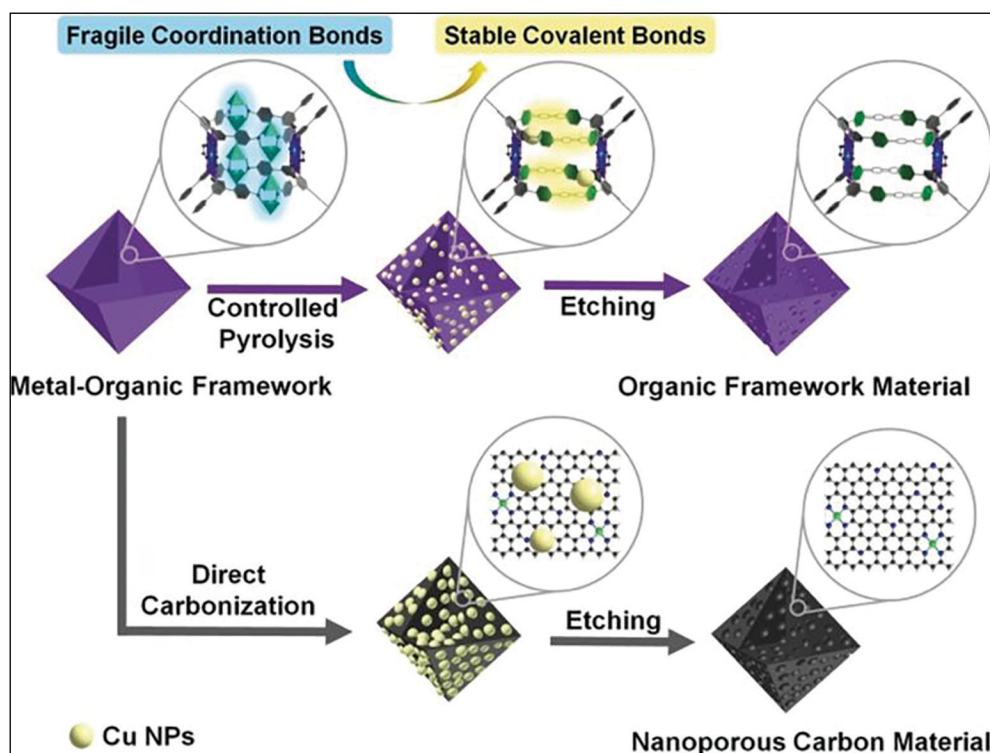 Fragile Coordination Bonds
Stable Covalent Bonds
Controlled
Pyrolysis
Etching
Metal-Organic Framework
Organic Framework Material
Direct
Carbonization
Etching
Cu NPs
Nanoporous Carbon Material